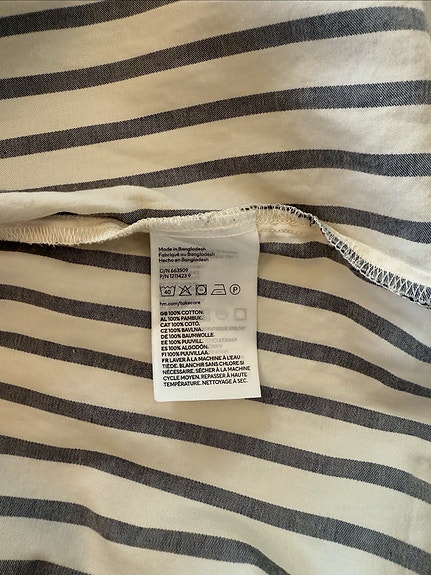 Made in Bangladesh
Fabriqué au Bangladesh
Hecho en Bangladesh
O/N 663509
P/N 1211423 9
40
P
hm.com/takecare
GB 100% COTTON.
AL 100% PAMBUK.
CAT 100% COTÓ.
CZ 100% BAVLNA.
DE 100% BAUMWOLLE.
EE 100% PUUVILL.
ES 100% ALGODÓN.
FI 100% PUUVILLAA.
FR LAVER À LA MACHINE À L'EAU
TIÈDE. BLANCHIR SANS CHLORE SI
NÉCESSAIRE. SÉCHER À LA MACHINE
CYCLE MOYEN. REPASSER À HAUTE
TEMPÉRATURE. NETTOYAGE À SEC.